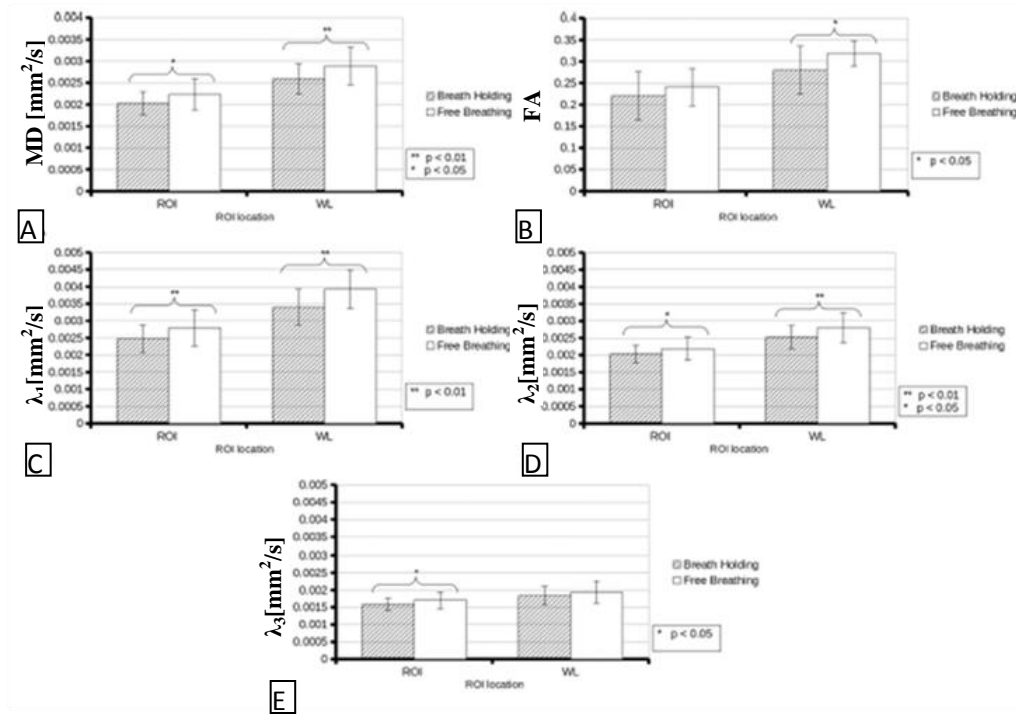 MD [mm²/s]
0.004
0.0035
0.003
0.0025
0.002
0.0015
0.001
0.0005
0
*
**
ROI
WL
ROI location
Breath Holding
Free Breathing
** p < 0.01
* p < 0.05
A
FA
0.4
0.35
0.3
0.25
0.2
0.15
0.1
0.05
0
*
ROI
WL
ROI location
Breath Holding
Free Breathing
* p < 0.05
B
λ₁[mm²/s]
0.005
0.0045
0.004
0.0035
0.003
0.0025
0.002
0.0015
0.001
0.0005
0
**
**
ROI
WL
ROI location
Breath Holding
Free Breathing
** p < 0.01
C
λ₂[mm²/s]
0.005
0.0045
0.004
0.0035
0.003
0.0025
0.002
0.0015
0.001
0.0005
0
*
**
ROI
WL
ROI location
Breath Holding
Free Breathing
** p < 0.01
* p < 0.05
D
λ₃[mm²/s]
0.005
0.0045
0.004
0.0035
0.003
0.0025
0.002
0.0015
0.001
0.0005
0
*
ROI
WL
ROI location
Breath Holding
Free Breathing
* p < 0.05
E